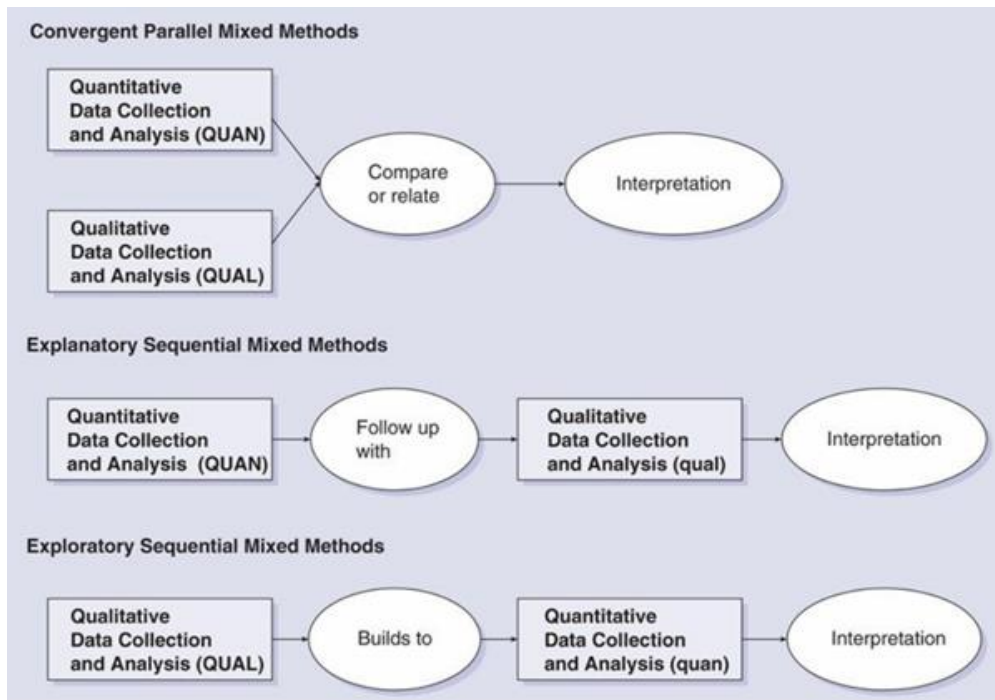 Convergent Parallel Mixed Methods
Quantitative
Data Collection
and Analysis (QUAN)
Compare
or relate
Interpretation
Qualitative
Data Collection
and Analysis (QUAL)
Explanatory Sequential Mixed Methods
Quantitative
Data Collection
and Analysis (QUAN)
Follow up
with
Qualitative
Data Collection
and Analysis (qual)
Interpretation
Exploratory Sequential Mixed Methods
Qualitative
Data Collection
and Analysis (QUAL)
Builds to
Quantitative
Data Collection
and Analysis (quan)
Interpretation